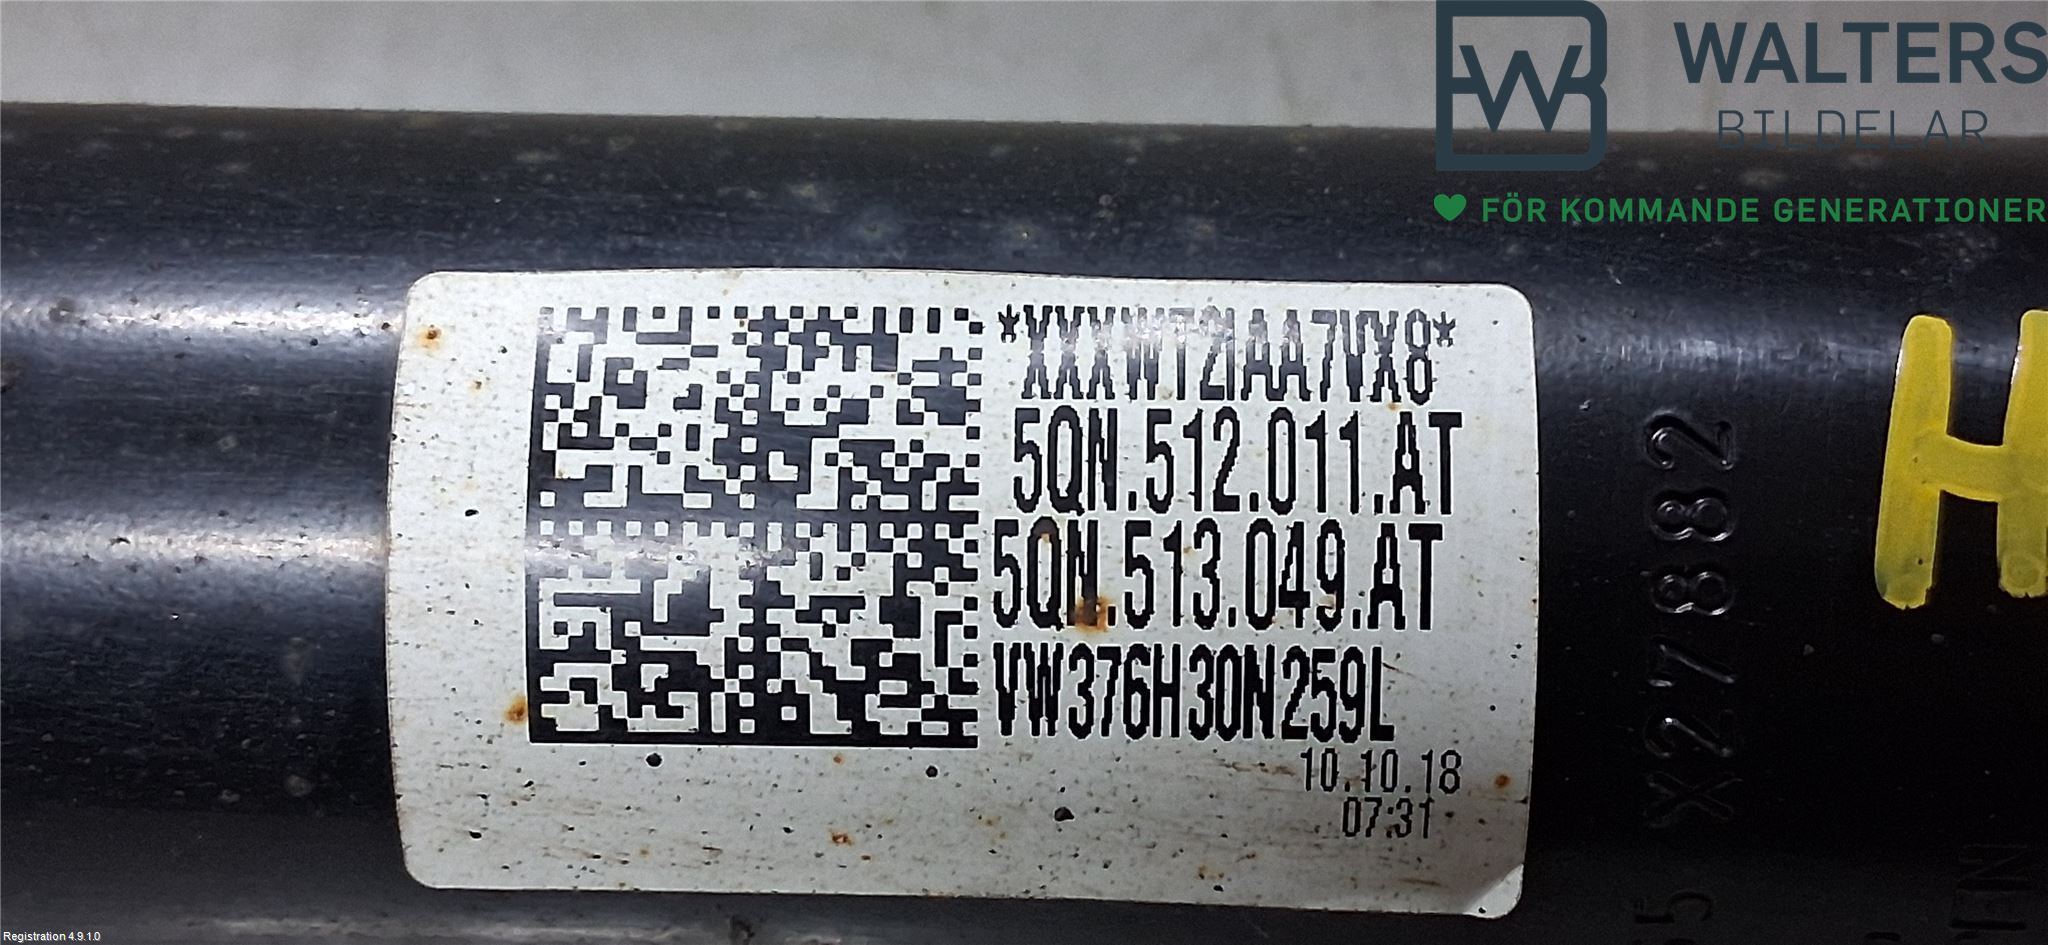 WALTERS
BILDELAR
FÖR KOMMANDE GENERATIONER
*XXXWT2IAA7VX8*
5QN.512.011.AT
5QN.513.049.AT
VW376H30N259L
10.10.18
07:31
X27882
H
Registration 4.9.1.0